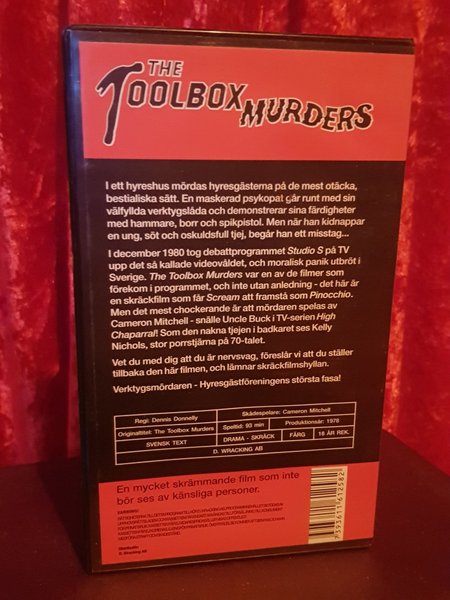 THE
TOOLBOX
MURDERS
I ett hyreshus mördas hyresgästerna på de mest otäcka,
bestialiska sätt. En maskerad psykopat går runt med sin
välfyllda verktygslåda och demonstrerar sina färdigheter
med hammare, borr och spikpistol. Men när han kidnappar
en ung, söt och oskuldsfull tjej, begår han ett misstag...
I december 1980 tog debattprogrammet Studio S på TV
upp det så kallade videovåldet, och moralisk panik utbröt i
Sverige. The Toolbox Murders var en av de filmer som
förekom i programmet, och inte utan anledning - det här är
en skräckfilm som får Scream att framstå som Pinocchio.
Men det mest chockerande är att mördaren spelas av
Cameron Mitchell - snälle Uncle Buck i TV-serien High
Chaparral! Som den nakna tjejen i badkaret ses Kelly
Nichols, stor porrstjärna på 70-talet.
Vet du med dig att du är nervsvag, föreslår vi att du ställer
tillbaka den här filmen, och lämnar skräckfilmshyllan.
Verktygsmördaren - Hyresgästföreningens största fasa!
Regi: Dennis Donnelly Skådespelare: Cameron Mitchell
Originaltitel: The Toolbox Murders Speltid: 93 min Produktionsår: 1978
SVENSK TEXT DRAMA - SKRÄCK FÄRG 18 ÅR REK.
D. WRACKING AB
En mycket skrämmande film som inte
bör ses av känsliga personer.
VARNING!
Distributör:
D. Wracking AB
7393611612582